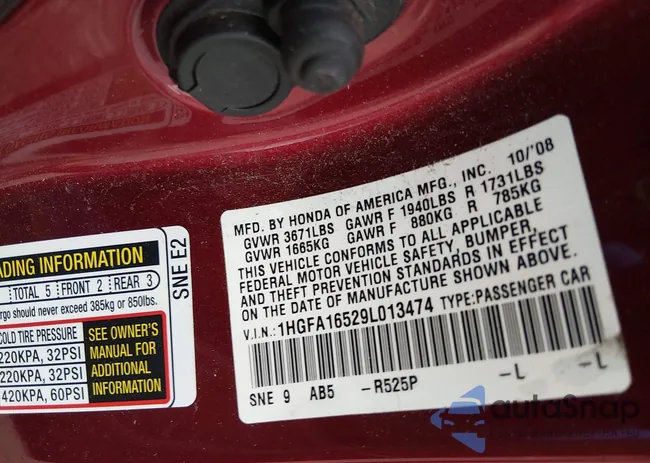 MFD. BY HONDA OF AMERICA MFG., INC. 10/'08
GVWR 3671LBS GAWR F 1940LBS R 1731LBS
GVWR 1665KG GAWR F 880KG R 785KG
THIS VEHICLE CONFORMS TO ALL APPLICABLE
FEDERAL MOTOR VEHICLE SAFETY, BUMPER,
AND THEFT PREVENTION STANDARDS IN EFFECT
ON THE DATE OF MANUFACTURE SHOWN ABOVE.
V.I.N.: 1HGFA16529L013474 TYPE:PASSENGER CAR
SNE 9 AB5 -R525P -L -L
ADING INFORMATION
TOTAL 5 FRONT 2 REAR 3
rgo should never exceed 385kg or 850lbs.
COLD TIRE PRESSURE
220KPA, 32PSI
220KPA, 32PSI
420KPA, 60PSI
SEE OWNER'S
MANUAL FOR
ADDITIONAL
INFORMATION
SNE E2
autoSnap